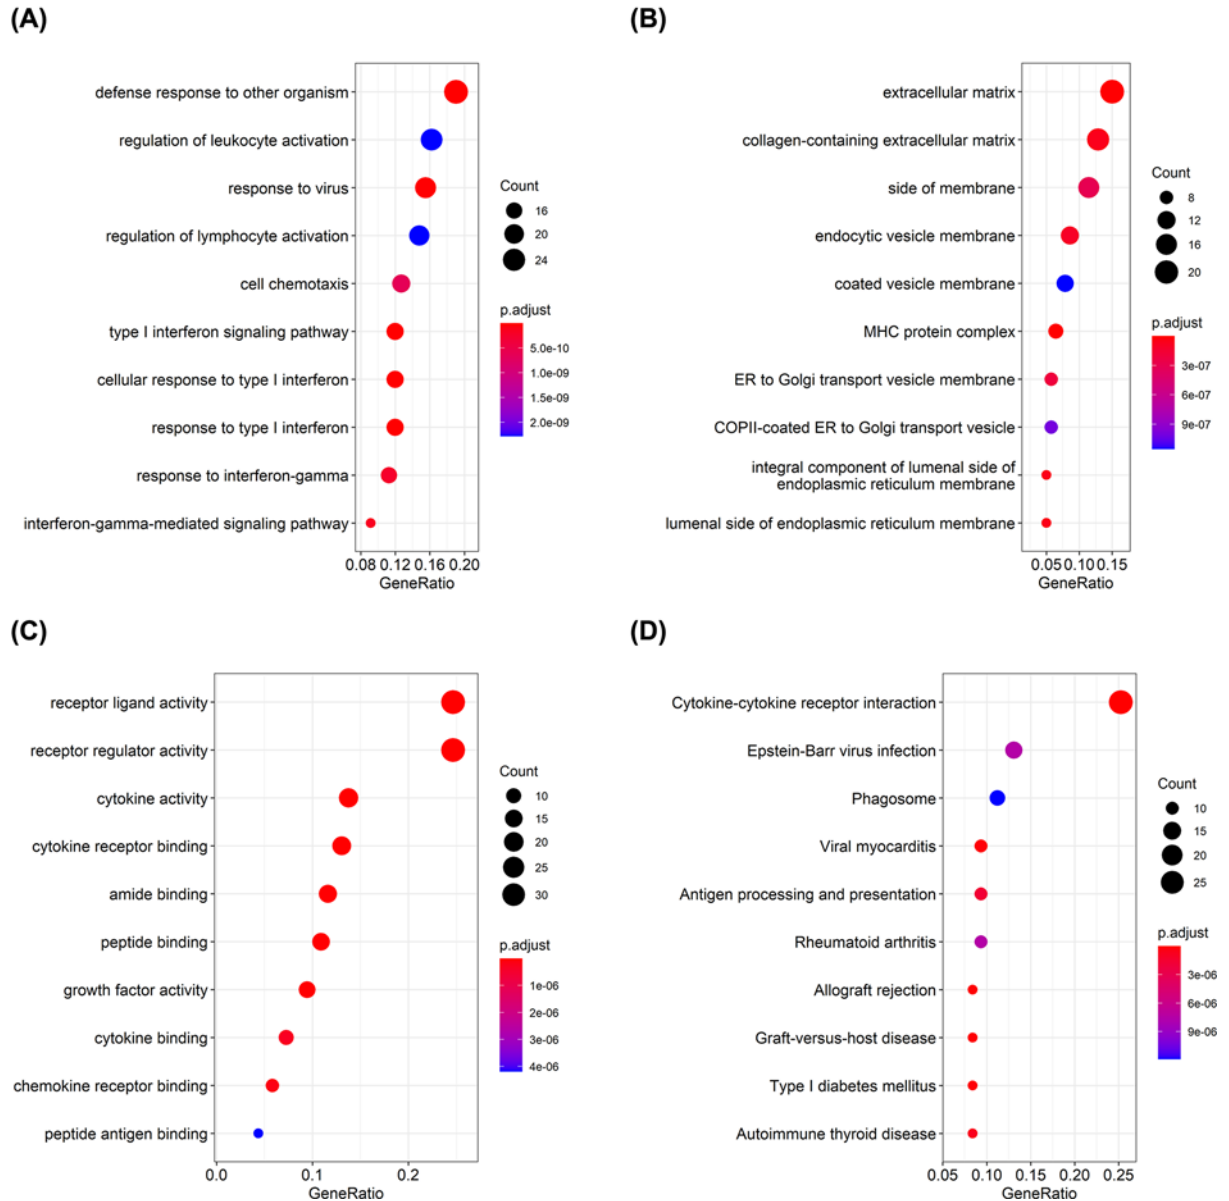 (A)
defense response to other organism
regulation of leukocyte activation
response to virus
regulation of lymphocyte activation
cell chemotaxis
type I interferon signaling pathway
cellular response to type I interferon
response to type I interferon
response to interferon-gamma
interferon-gamma-mediated signaling pathway
0.08 0.12 0.16 0.20
GeneRatio
Count
16
20
24
p.adjust
5.0e-10
1.0e-09
1.5e-09
2.0e-09
(B)
extracellular matrix
collagen-containing extracellular matrix
side of membrane
endocytic vesicle membrane
coated vesicle membrane
MHC protein complex
ER to Golgi transport vesicle membrane
COPII-coated ER to Golgi transport vesicle
integral component of lumenal side of
endoplasmic reticulum membrane
lumenal side of endoplasmic reticulum membrane
0.05 0.10 0.15
GeneRatio
Count
8
12
16
20
p.adjust
3e-07
6e-07
9e-07
(C)
receptor ligand activity
receptor regulator activity
cytokine activity
cytokine receptor binding
amide binding
peptide binding
growth factor activity
cytokine binding
chemokine receptor binding
peptide antigen binding
0.0 0.1 0.2
GeneRatio
Count
10
15
20
25
30
p.adjust
1e-06
2e-06
3e-06
4e-06
(D)
Cytokine-cytokine receptor interaction
Epstein-Barr virus infection
Phagosome
Viral myocarditis
Antigen processing and presentation
Rheumatoid arthritis
Allograft rejection
Graft-versus-host disease
Type I diabetes mellitus
Autoimmune thyroid disease
0.05 0.10 0.15 0.20 0.25
GeneRatio
Count
10
15
20
25
p.adjust
3e-06
6e-06
9e-06